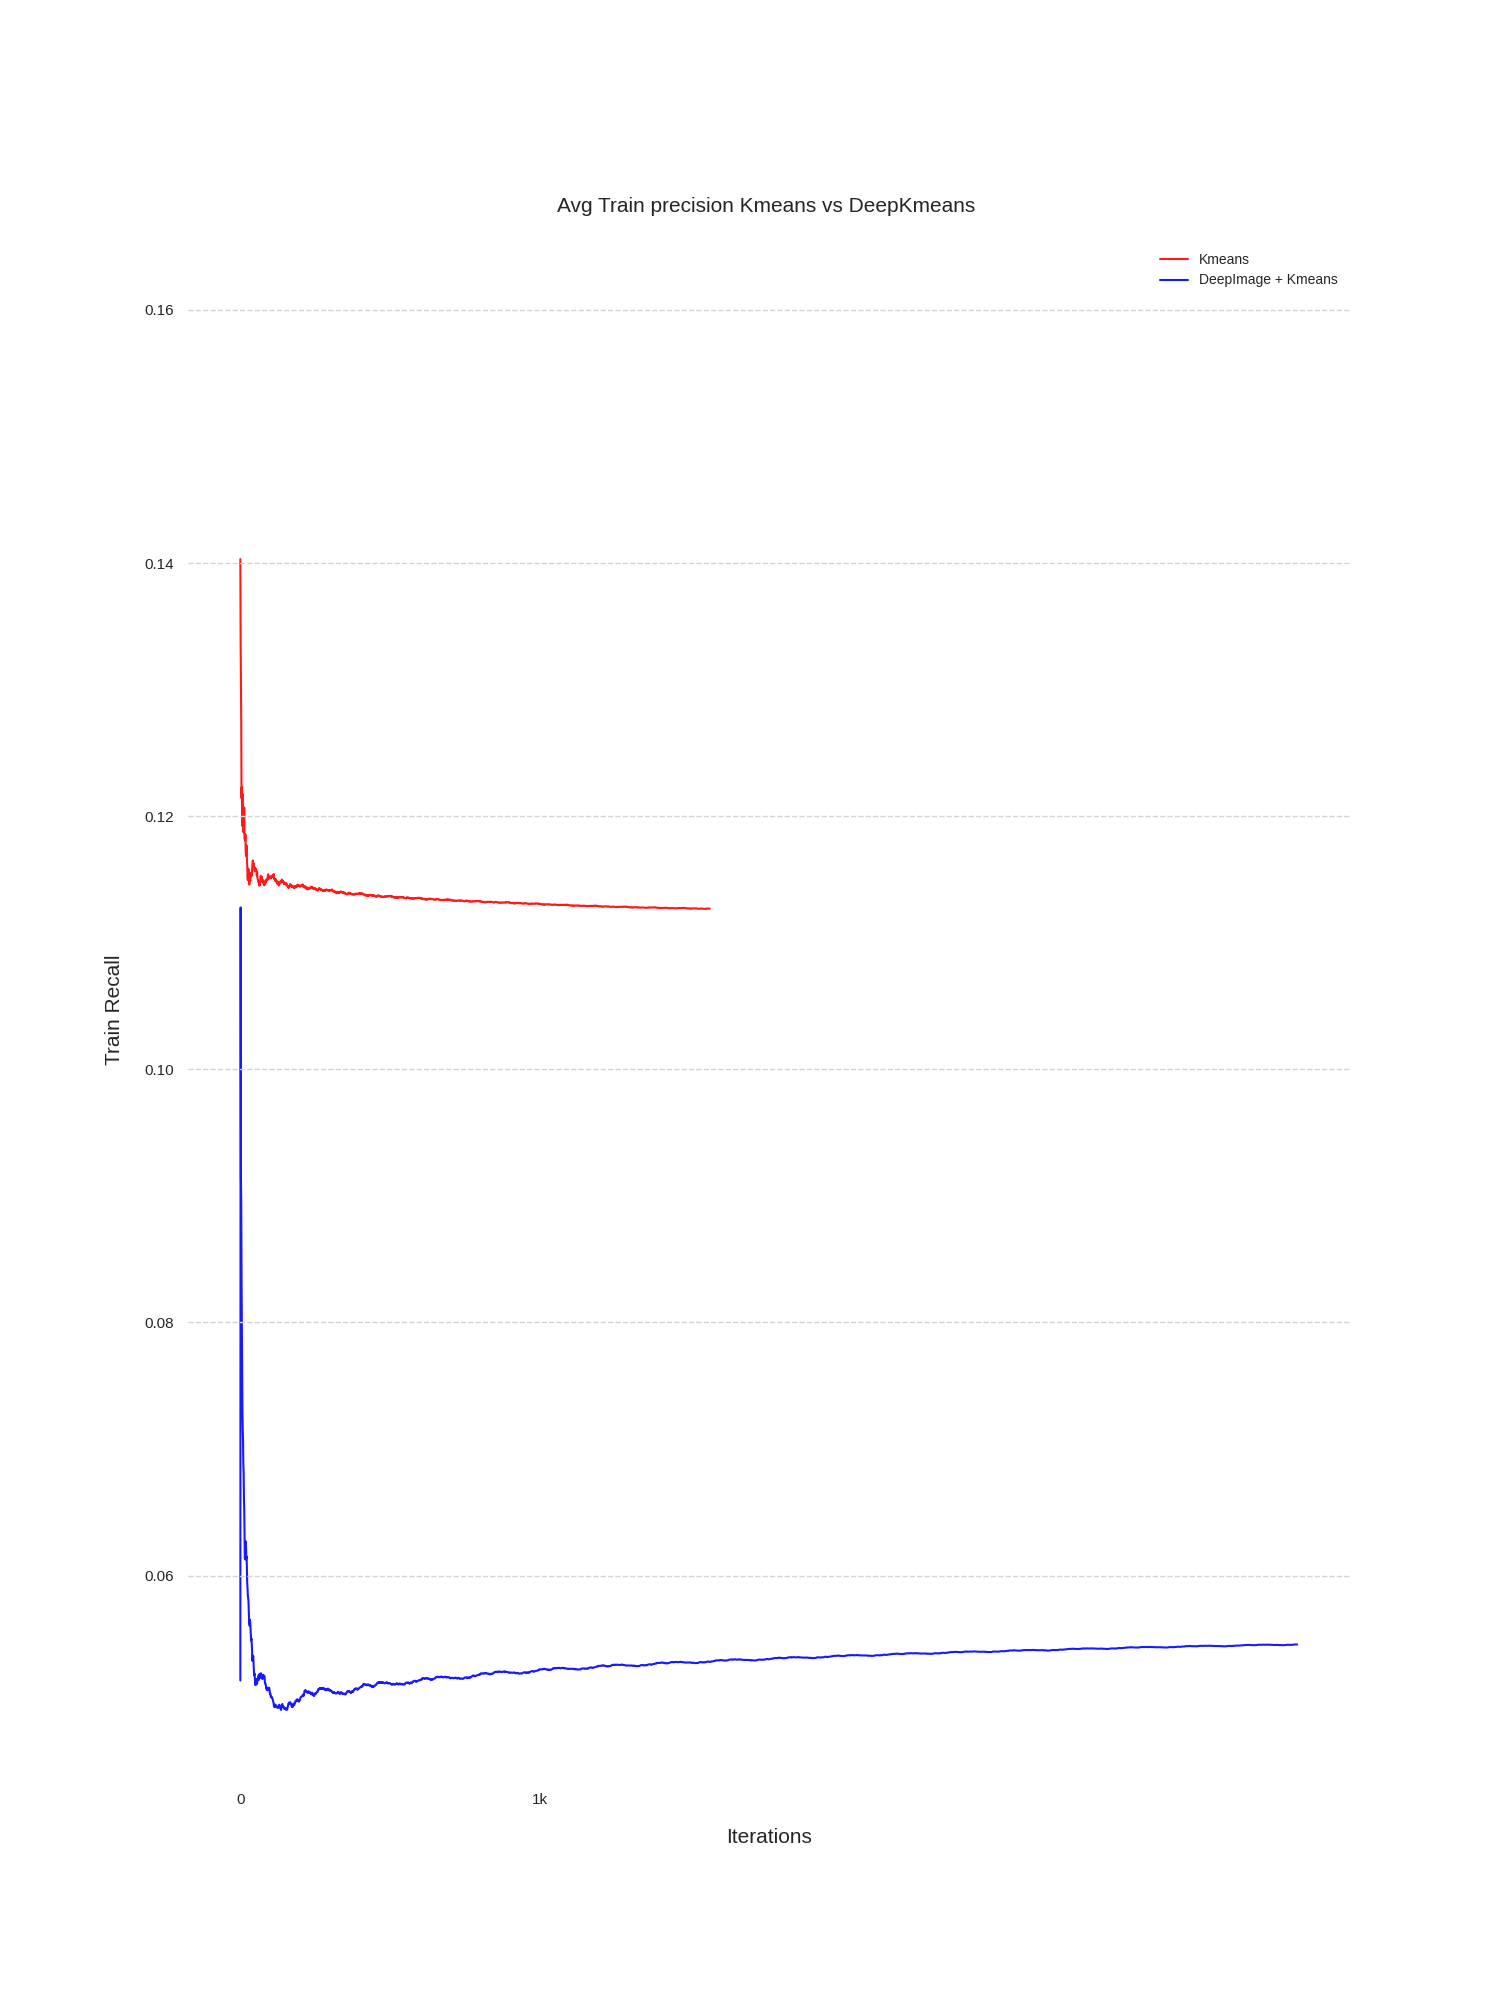 Avg Train precision Kmeans vs DeepKmeans
Kmeans
DeepImage + Kmeans
0.16
0.14
0.12
0.10
0.08
0.06
Train Recall
0
1k
Iterations